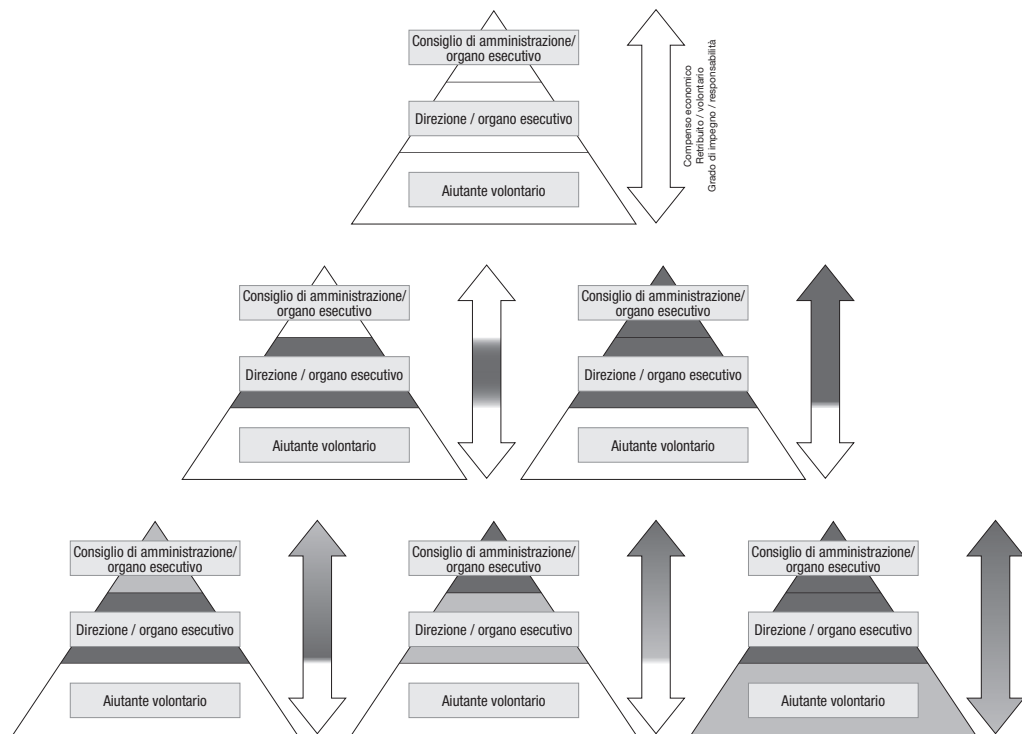 Consiglio di amministrazione/
organo esecutivo
Direzione / organo esecutivo
Aiutante volontario
Compenso economico
Retribuito / volontario
Grado di impegno / responsabilità
Consiglio di amministrazione/
organo esecutivo
Direzione / organo esecutivo
Aiutante volontario
Consiglio di amministrazione/
organo esecutivo
Direzione / organo esecutivo
Aiutante volontario
Consiglio di amministrazione/
organo esecutivo
Direzione / organo esecutivo
Aiutante volontario
Consiglio di amministrazione/
organo esecutivo
Direzione / organo esecutivo
Aiutante volontario
Consiglio di amministrazione/
organo esecutivo
Direzione / organo esecutivo
Aiutante volontario